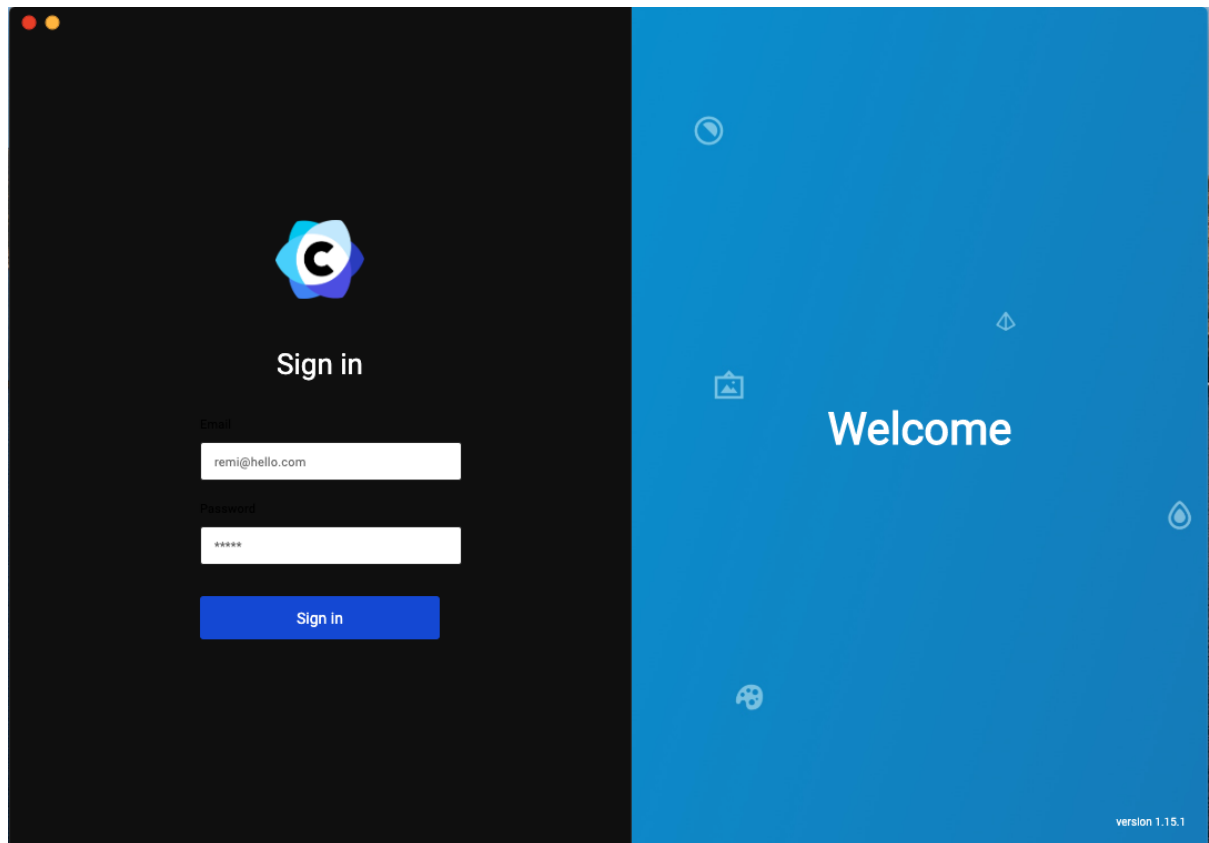 C
Sign in
Email
remi@hello.com
Password
*****
Sign in
Welcome
version 1.15.1